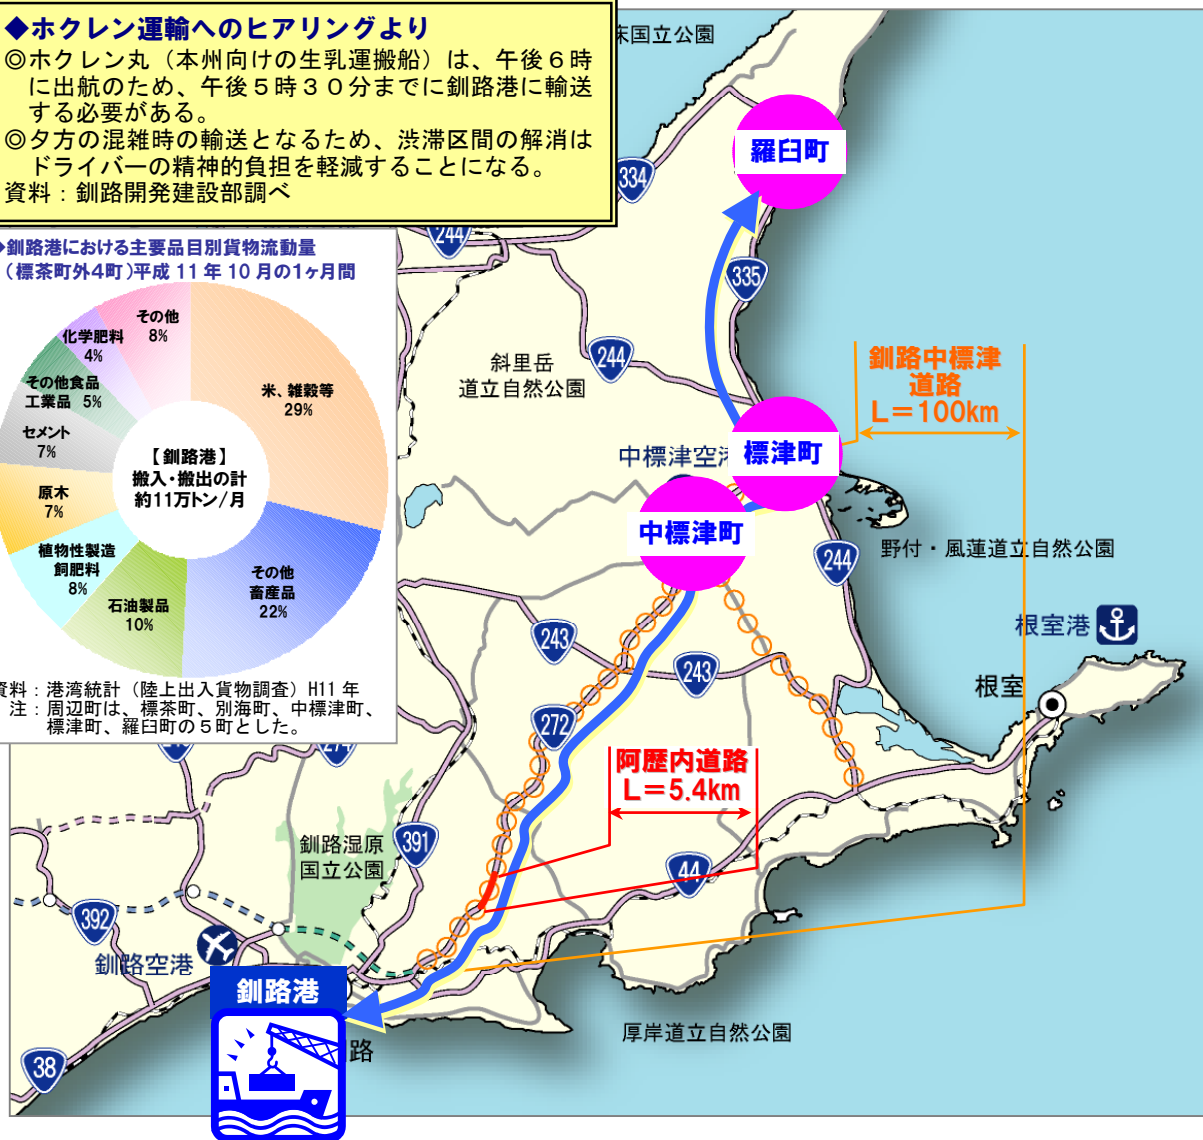 ◆ホクレン運輸へのヒアリングより
◎ホクレン丸（本州向けの生乳運搬船）は、午後６時
に出航のため、午後５時３０分までに釧路港に輸送
する必要がある。
◎夕方の混雑時の輸送となるため、渋滞区間の解消は
ドライバーの精神的負担を軽減することになる。
資料：釧路開発建設部調べ
床国立公園
羅臼町
334
244
335
◆釧路港における主要品目別貨物流動量
（標茶町外４町）平成 11 年 10 月の1ヶ月間
その他
8%
化学肥料
4%
その他食品
工業品 5%
セメント
7%
原木
7%
植物性製造
飼肥料
8%
石油製品
10%
その他
畜産品
22%
米、雑穀等
29%
【釧路港】
搬入・搬出の計
約11万トン/月
資料：港湾統計（陸上出入貨物調査）H11 年
注：周辺町は、標茶町、別海町、中標津町、
標津町、羅臼町の５町とした。
斜里岳
道立自然公園
244
釧路中標津
道路
L＝100km
中標津空港
標津町
中標津町
244
野付・風蓮道立自然公園
243
243
根室港
根室
272
阿歴内道路
L＝5.4km
274
釧路湿原
国立公園
391
44
392
釧路空港
釧路港
路
38
厚岸道立自然公園